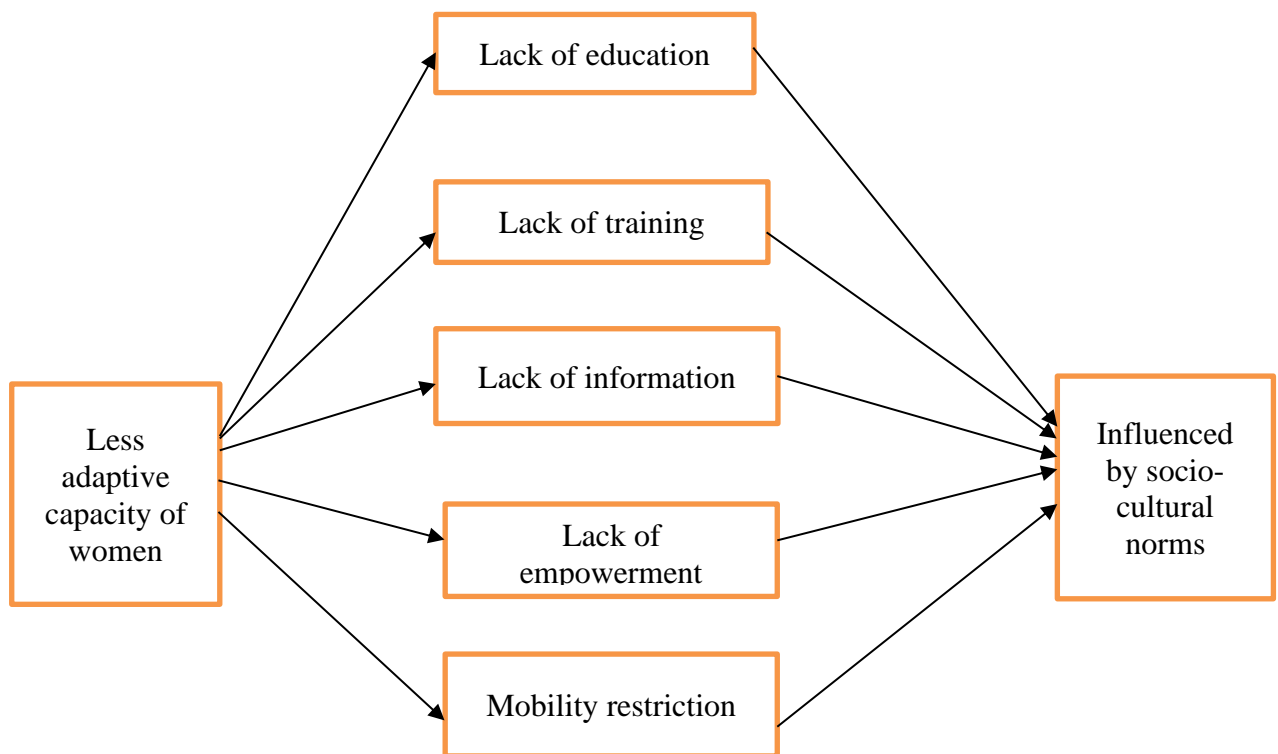 Lack of education
Lack of training
Lack of information
Less
adaptive
capacity of
women
Influenced
by socio-
cultural
norms
Lack of
empowerment
Mobility restriction